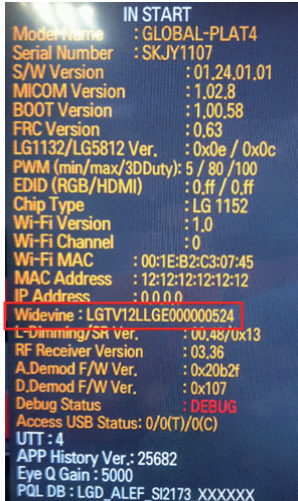 IN START
Model Name : GLOBAL-PLAT4
Serial Number : SKJY1107
S/W Version : 01.24.01.01
MICOM Version : 1.02.8
BOOT Version : 1.00.58
FRC Version : 0.63
LG1132/LG5812 Ver. : 0x0e / 0x0c
PWM (min/max/3DDuty): 5 / 80 /100
EDID (RGB/HDMI) : 0.ff / 0.ff
Chip Type : LG 1152
Wi-Fi Version : 1.0
Wi-Fi Channel : 0
Wi-Fi MAC : 00:1E:B2:C3:07:45
MAC Address : 12:12:12:12:12:12
IP Address : 0.0.0.0
Widevine : LGTV12LLGE000000524
L-Dimming/SR Ver. : 00.48/0x13
RF Receiver Version : 03.36
A.Demod F/W Ver. : 0x20b2f
D.Demod F/W Ver. : 0x107
Debug Status : DEBUG
Access USB Status: 0/0(T)/0(C)
UTT : 4
APP History Ver.: 25682
Eye Q Gain : 5000
PQL DB : LGD_ALEF_SI2173_XXXXXX